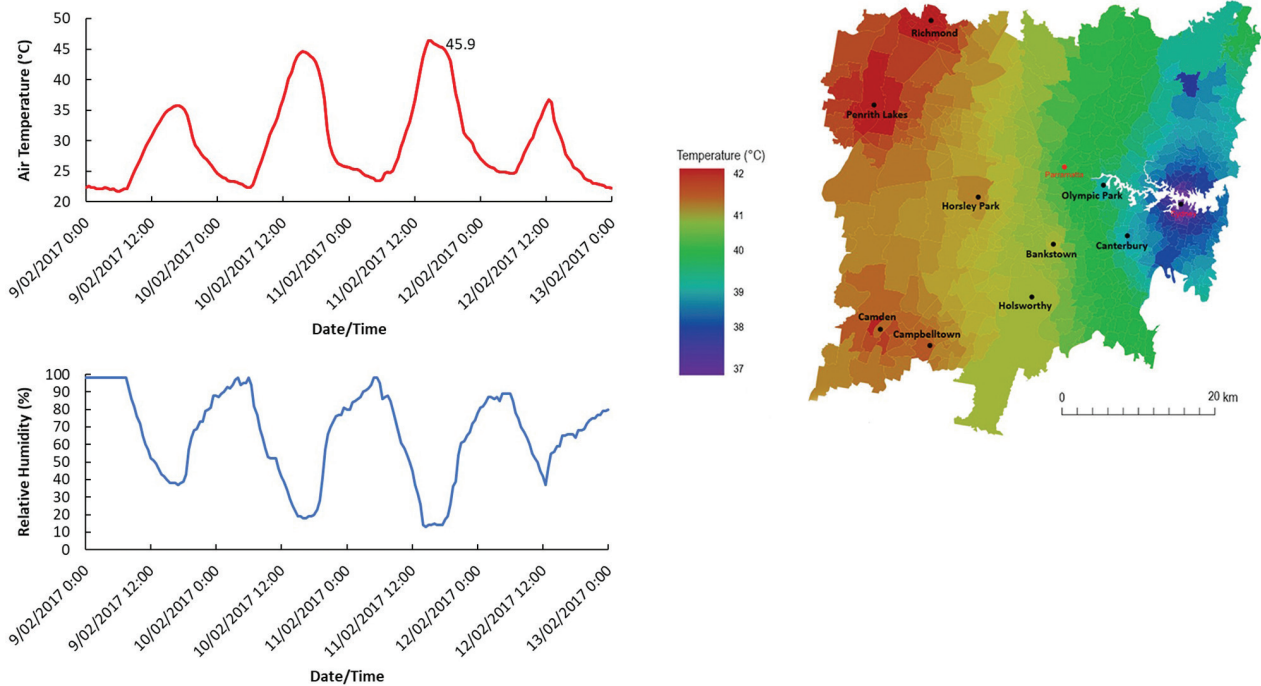 50
45
40
35
30
25
20
Air Temperature (°C)
45.9
9/02/2017 0:00
9/02/2017 12:00
10/02/2017 0:00
10/02/2017 12:00
11/02/2017 0:00
11/02/2017 12:00
12/02/2017 0:00
12/02/2017 12:00
13/02/2017 0:00
Date/Time
100
90
80
70
60
50
40
30
20
10
0
Relative Humidity (%)
9/02/2017 0:00
9/02/2017 12:00
10/02/2017 0:00
10/02/2017 12:00
11/02/2017 0:00
11/02/2017 12:00
12/02/2017 0:00
12/02/2017 12:00
13/02/2017 0:00
Date/Time
Temperature (°C)
42
41
40
39
38
37
Richmond
Penrith Lakes
Horsley Park
Olympic Park
Canterbury
Bankstown
Holsworthy
Camden
Campbelltown
0
20 km